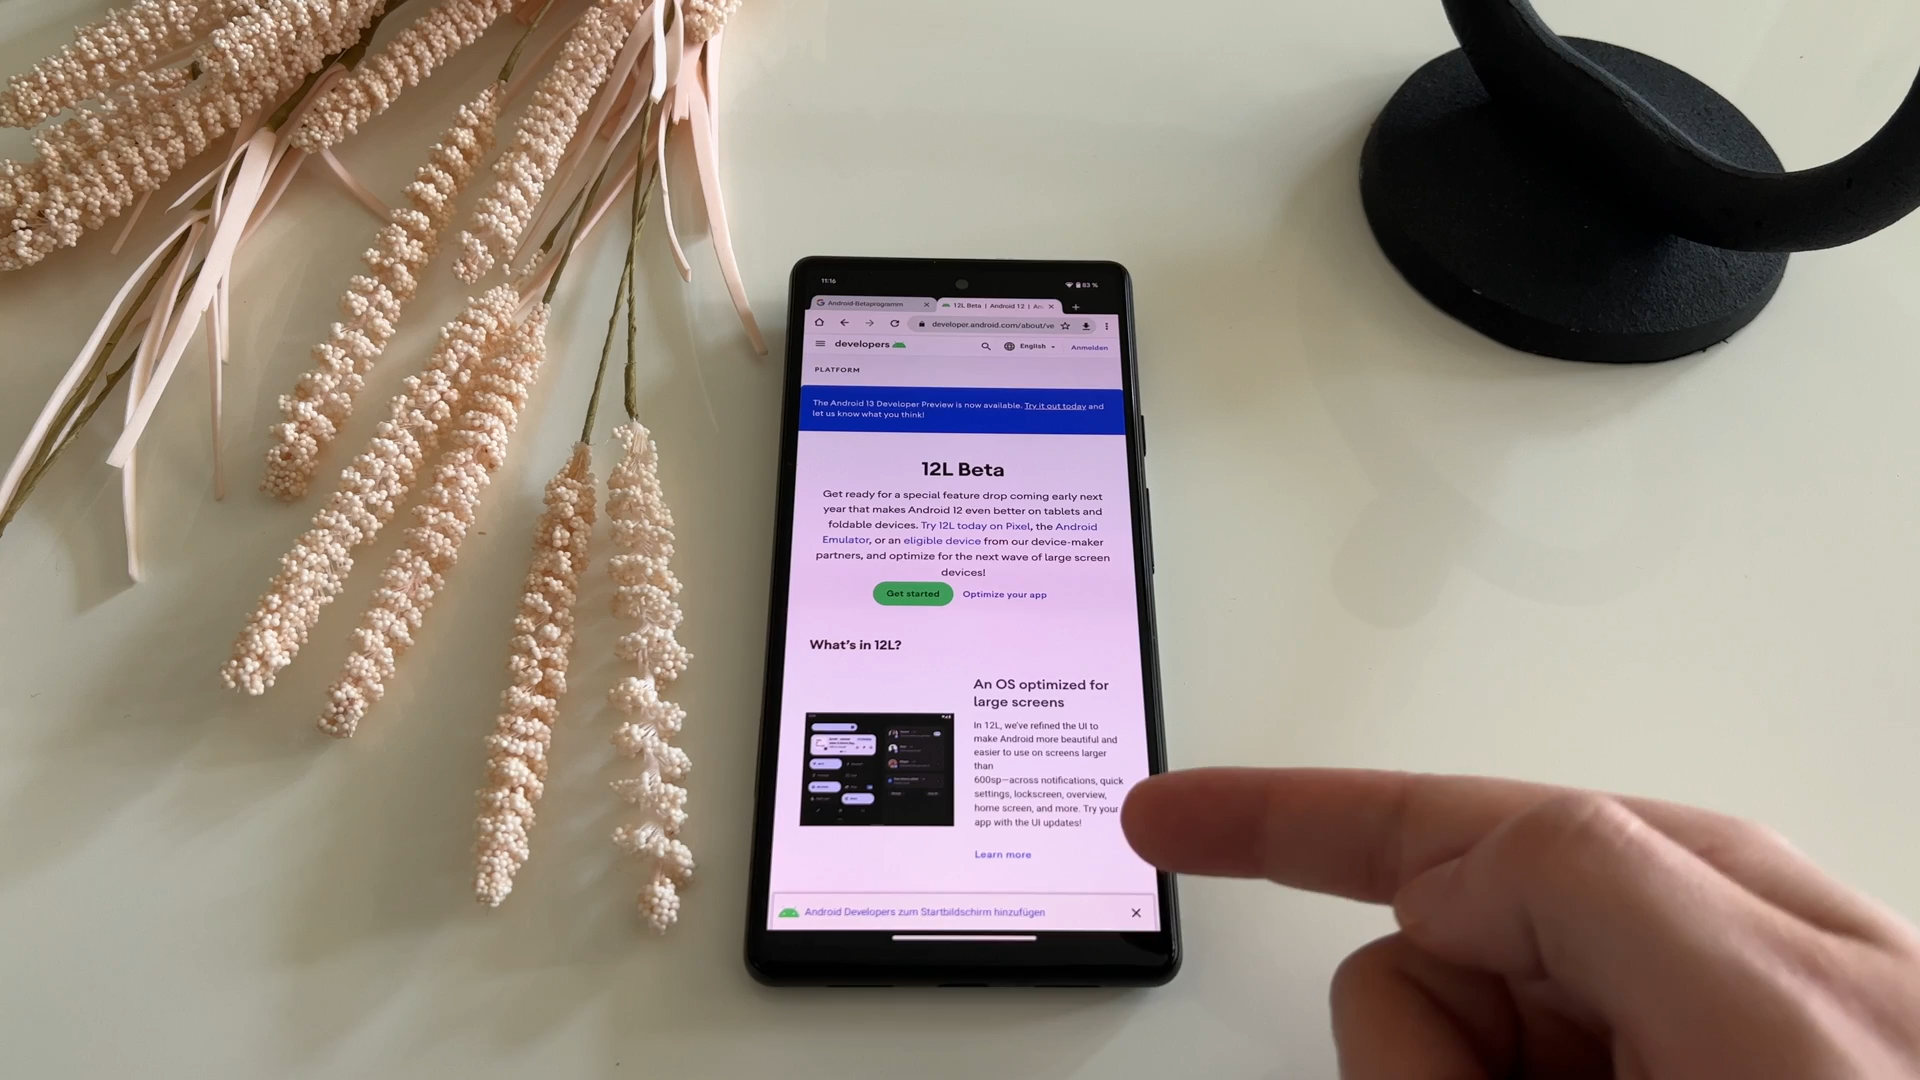 11:16
83 %
Android-Betaprogramm
12L Beta | Android 12 | An
developer.android.com/about/ve
developers
English
Anmelden
PLATFORM
The Android 13 Developer Preview is now available. Try it out today and
let us know what you think!
12L Beta
Get ready for a special feature drop coming early next
year that makes Android 12 even better on tablets and
foldable devices. Try 12L today on Pixel, the Android
Emulator, or an eligible device from our device-maker
partners, and optimize for the next wave of large screen
devices!
Get started
Optimize your app
What's in 12L?
An OS optimized for
large screens
In 12L, we've refined the UI to
make Android more beautiful and
easier to use on screens larger
than
600sp—across notifications, quick
settings, lockscreen, overview,
home screen, and more. Try your
app with the UI updates!
Learn more
Android Developers zum Startbildschirm hinzufügen